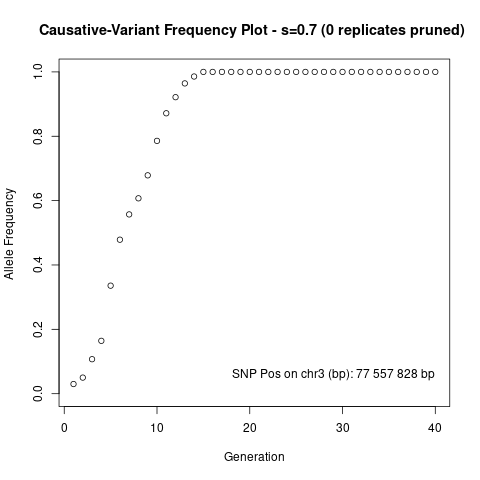 Causative-Variant Frequency Plot - s=0.7 (0 replicates pruned)
1.0
0.8
0.6
0.4
0.2
0.0
Allele Frequency
SNP Pos on chr3 (bp): 77 557 828 bp
0 10 20 30 40
Generation